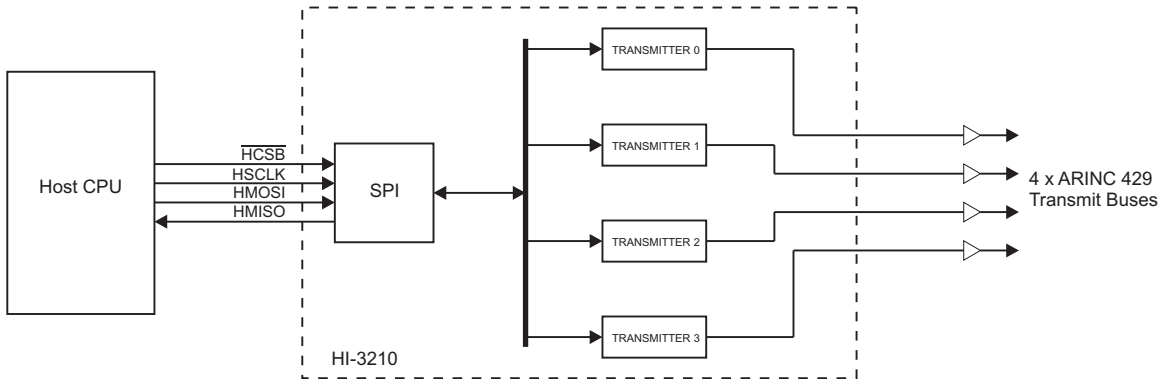 TRANSMITTER 0
TRANSMITTER 1
Host CPU
HCSB
HSCLK
HMOSI
HMISO
SPI
4 x ARINC 429
Transmit Buses
TRANSMITTER 2
TRANSMITTER 3
HI-3210